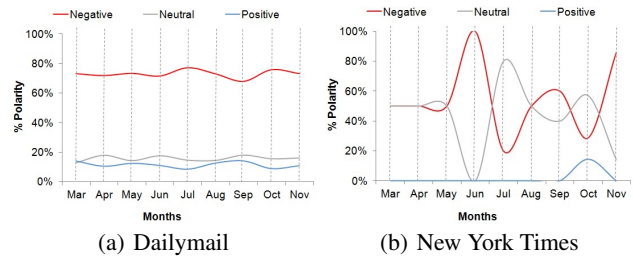 Negative Neutral Positive
100%
80%
60%
40%
20%
0%
% Polarity
Mar Apr May Jun Jul Aug Sep Oct Nov
Months
(a) Dailymail
Negative Neutral Positive
100%
80%
60%
40%
20%
0%
% Polarity
Mar Apr May Jun Jul Aug Sep Oct Nov
Months
(b) New York Times